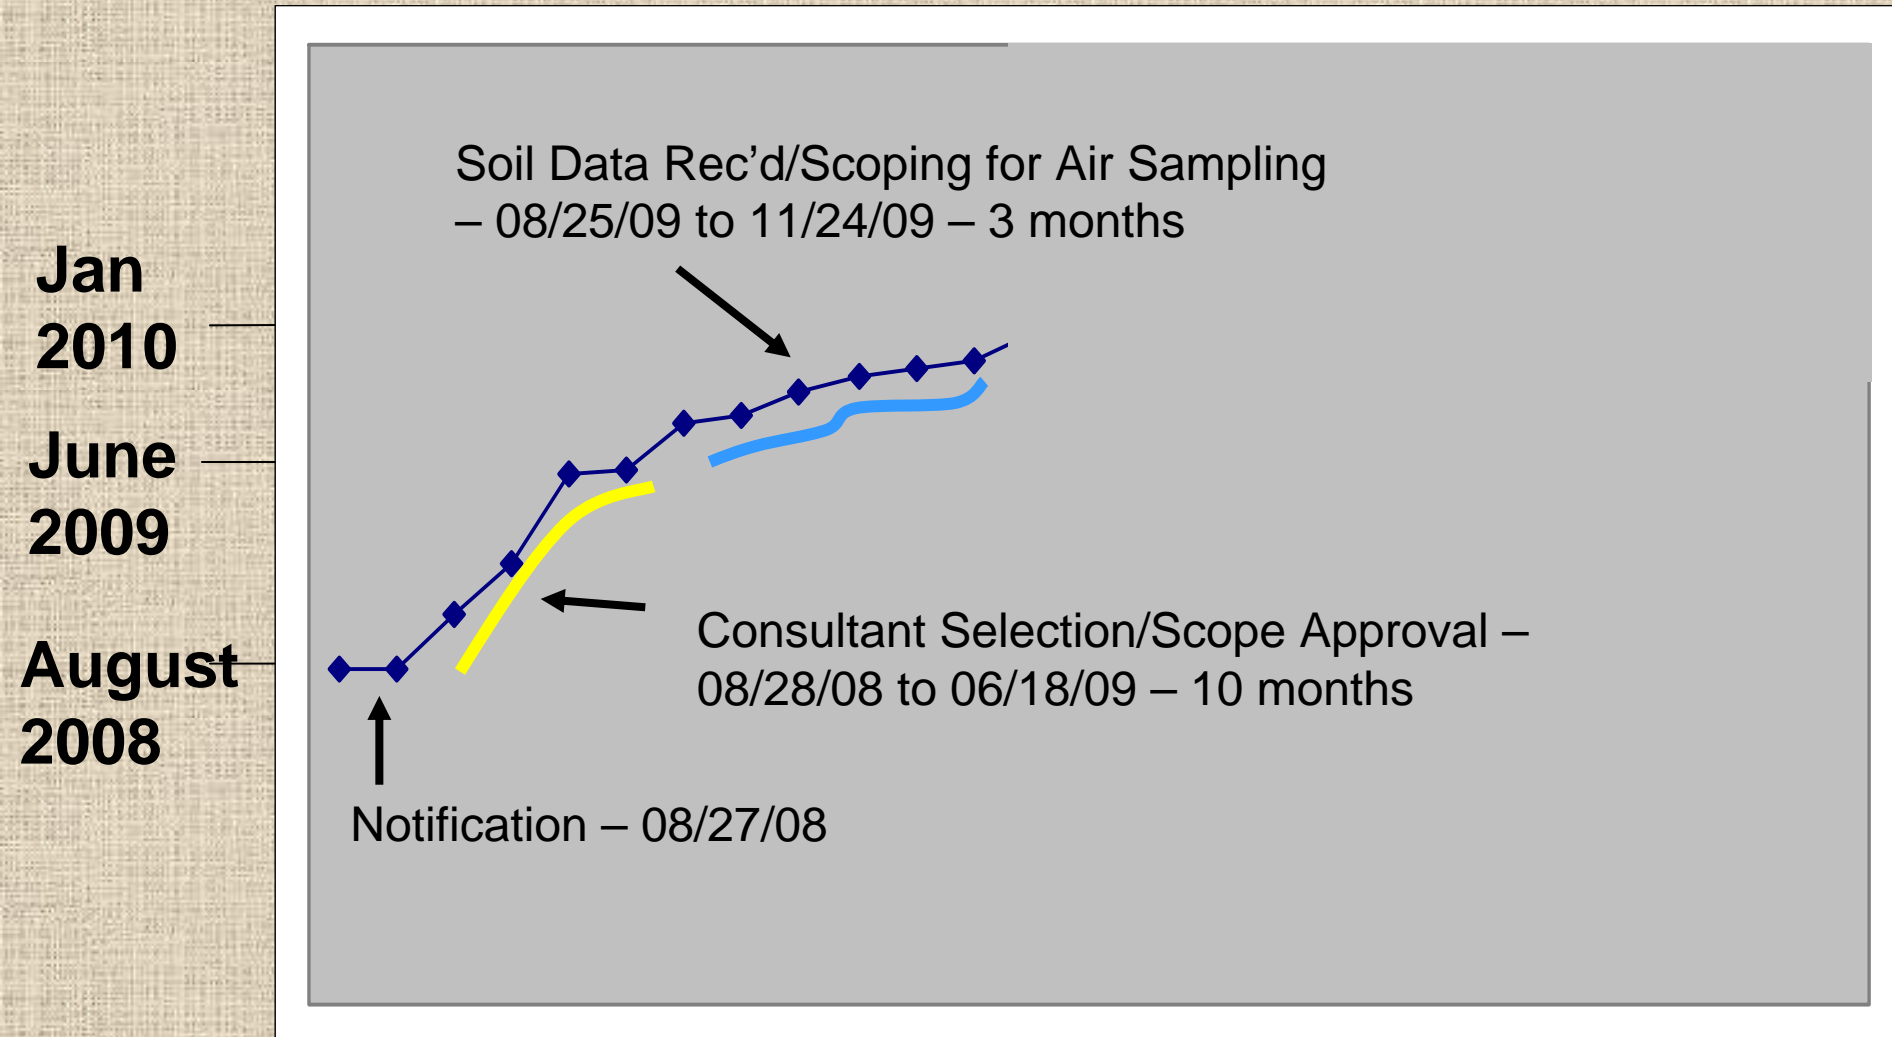 Soil Data Rec’d/Scoping for Air Sampling
– 08/25/09 to 11/24/09 – 3 months
Jan
2010
June
2009
August
2008
Consultant Selection/Scope Approval –
08/28/08 to 06/18/09 – 10 months
Notification – 08/27/08